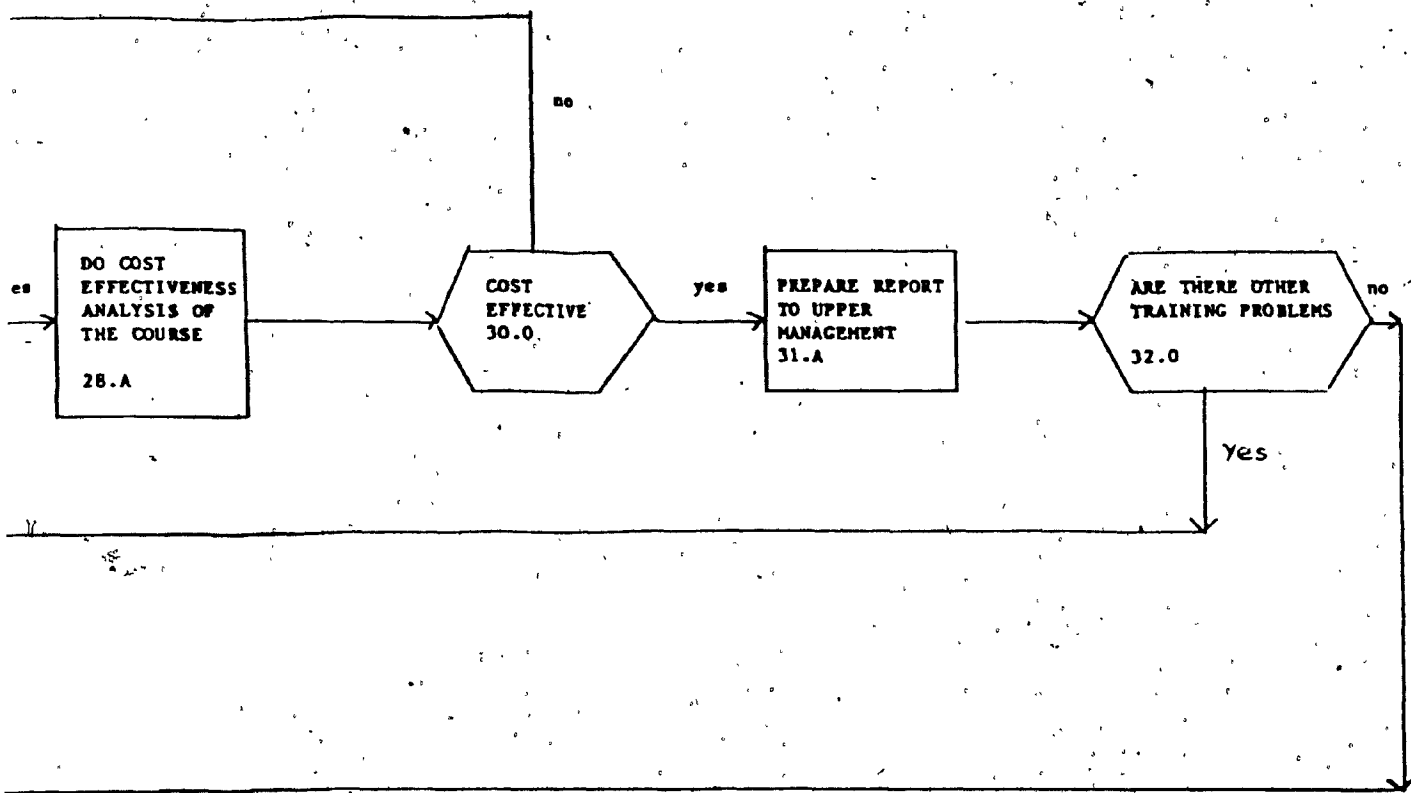 no
es
DO COST
EFFECTIVENESS
ANALYSIS OF
THE COURSE
28.A
COST
EFFECTIVE
30.0
yes
PREPARE REPORT
TO UPPER
MANAGEMENT
31.A
ARE THERE OTHER
TRAINING PROBLEMS
32.0
no
Yes